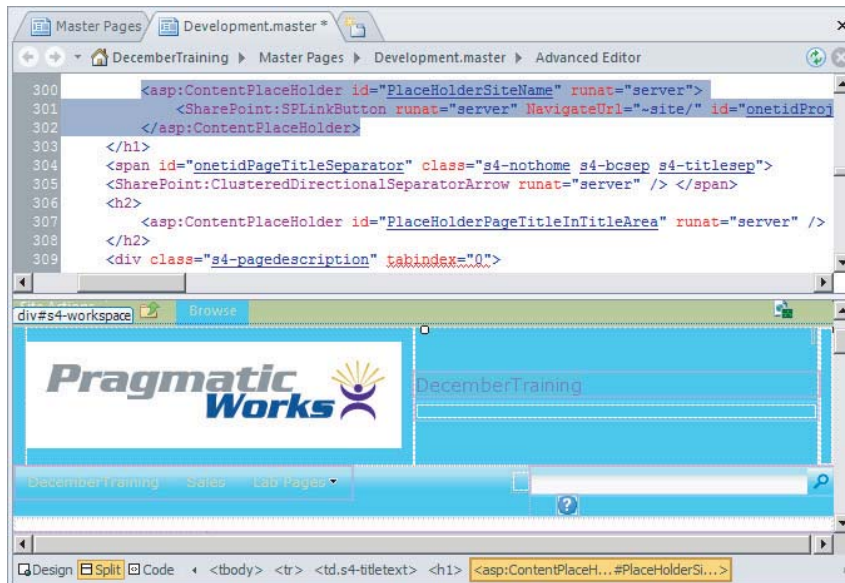 Master Pages Development.master *
DecemberTraining Master Pages Development.master Advanced Editor
300 <asp:ContentPlaceHolder id="PlaceHolderSiteName" runat="server">
301 <SharePoint:SPLinkButton runat="server" NavigateUrl="~site/" id="onetidProj
302 </asp:ContentPlaceHolder>
303 </h1>
304 <span id="onetidPageTitleSeparator" class="s4-nothome s4-bcsep s4-titlesep">
305 <SharePoint:ClusteredDirectionalSeparatorArrow runat="server" /> </span>
306 <h2>
307 <asp:ContentPlaceHolder id="PlaceHolderPageTitleInTitleArea" runat="server" />
308 </h2>
309 <div class="s4-pagedescription" tabindex="0">
div#s4-workspace Browse
Pragmatic
Works
DecemberTraining
DecemberTraining Sales Lab Pages
Design Split Code <tbody> <tr> <td.s4-titletext> <h1> <asp:ContentPlaceH...#PlaceHolderSi...>